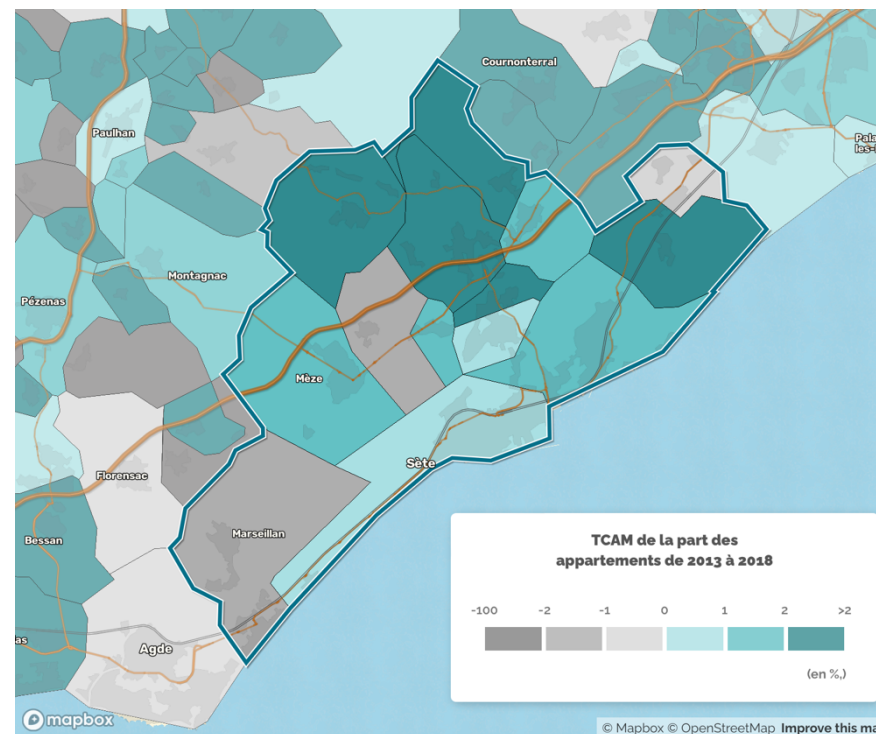 Cournonterral
Paulhan
Montagnac
Pézenas
Mèze
Florensac
Sète
Marseillan
Bessan
Agde
TCAM de la part des
appartements de 2013 à 2018
-100 -2 -1 0 1 2 >2
(en %,)
mapbox
© Mapbox © OpenStreetMap Improve this ma